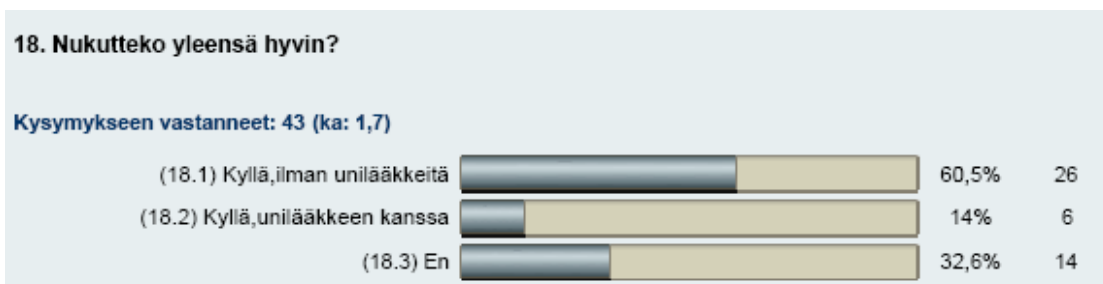 18. Nukutteko yleensä hyvin?
Kysymykseen vastanneet: 43 (ka: 1,7)
(18.1) Kyllä,ilman unilääkkeitä 60,5% 26
(18.2) Kyllä,unilääkkeen kanssa 14% 6
(18.3) En 32,6% 14